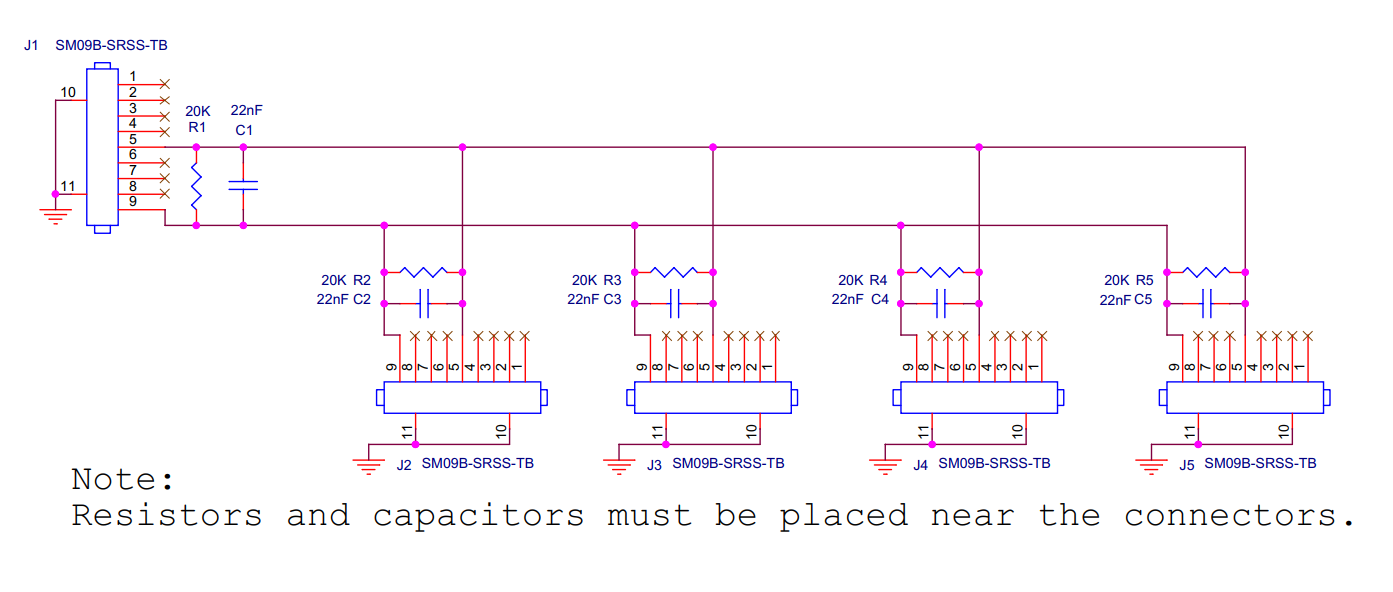 J1 SM09B-SRSS-TB
1
10 2
3
4
5
6
7
11 8
9
20K 22nF
R1 C1
20K R2 20K R3 20K R4 20K R5
22nF C2 22nF C3 22nF C4 22nF C5
9 8 7 6 5 4 3 2 1 9 8 7 6 5 4 3 2 1 9 8 7 6 5 4 3 2 1 9 8 7 6 5 4 3 2 1
11 10 11 10 11 10 11 10
J2 SM09B-SRSS-TB J3 SM09B-SRSS-TB J4 SM09B-SRSS-TB J5 SM09B-SRSS-TB
Note:
Resistors and capacitors must be placed near the connectors.